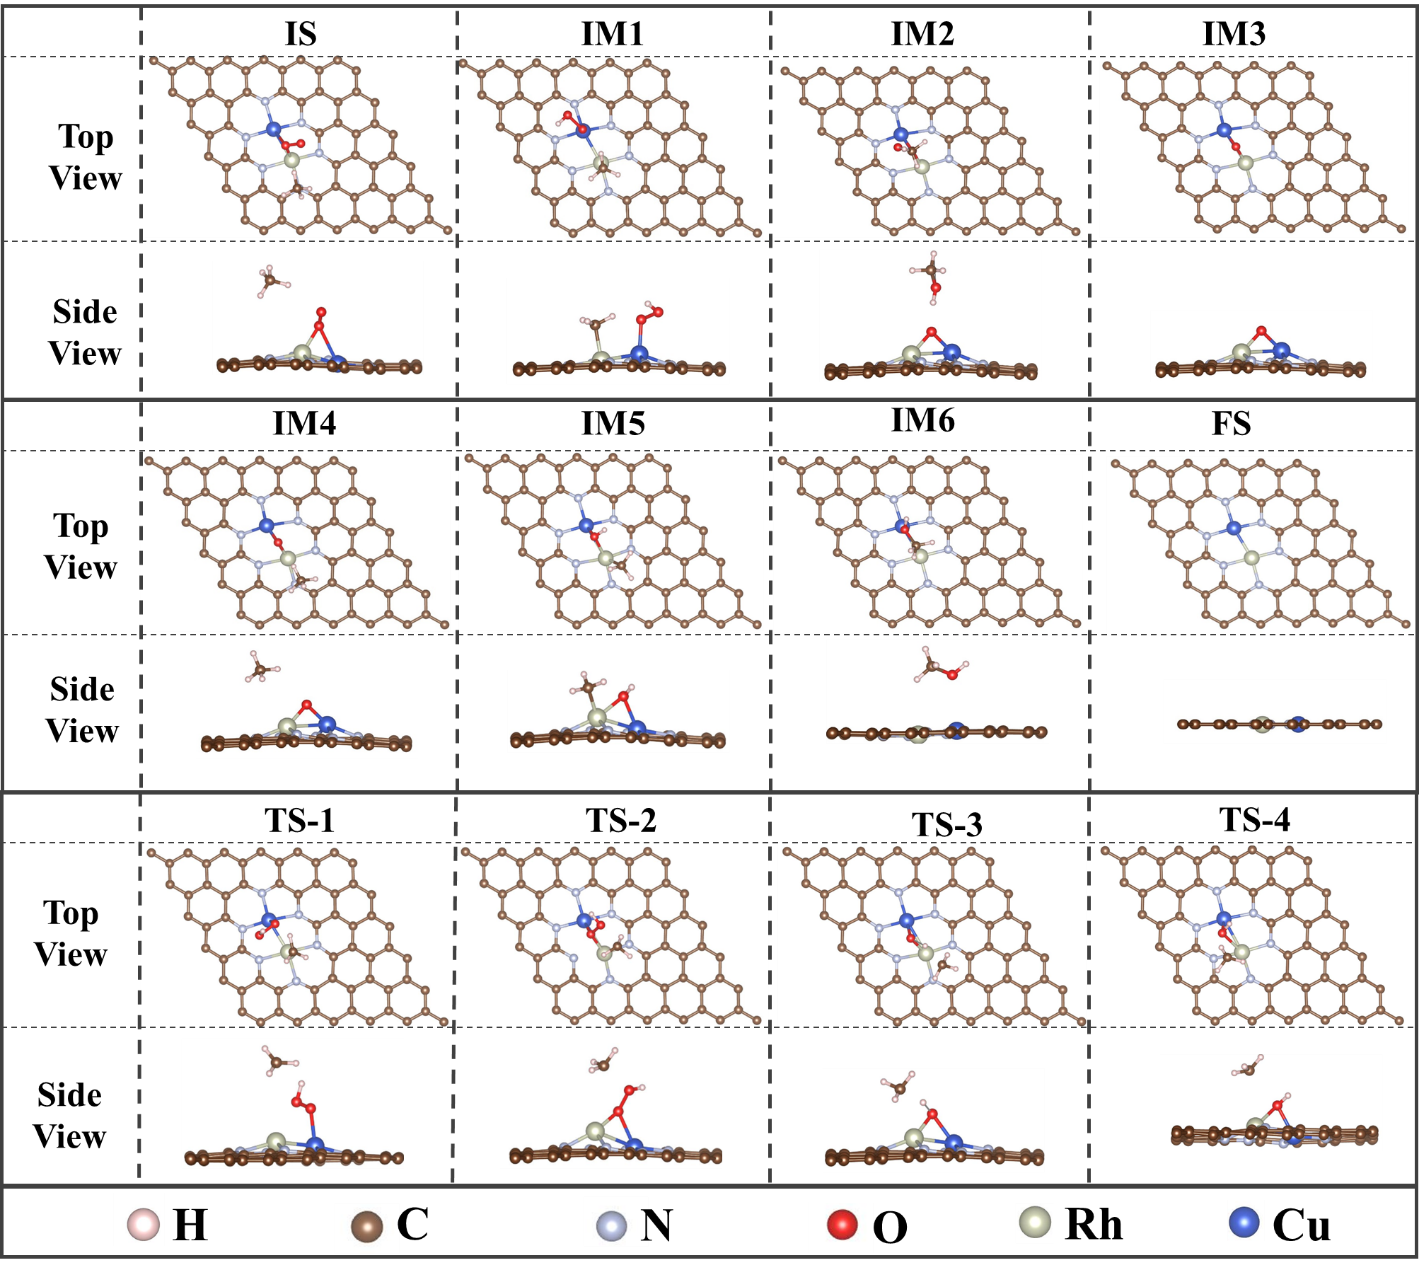 IS IM1 IM2 IM3
Top
View
Side
View
IM4 IM5 IM6 FS
Top
View
Side
View
TS-1 TS-2 TS-3 TS-4
Top
View
Side
View
H C N O Rh Cu